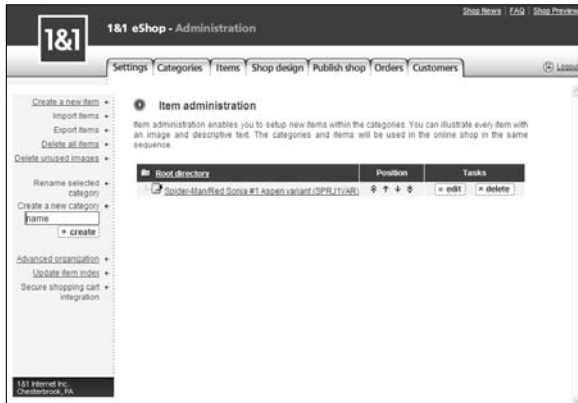 Shop News | FAQ | Shop Preview
1&1
1&1 eShop - Administration
Settings Categories Items Shop design Publish shop Orders Customers
Logout
Create a new item
Import items
Export items
Delete all items
Delete unused images
Rename selected
category
Create a new category
name
+ create
Advanced organization
Update item index
Secure shopping cart
integration
Item administration
Item administration enables you to setup new items within the categories. You can illustrate every item with
an image and descriptive text. The categories and items will be used in the online shop in the same
sequence.
Root directory Position Tasks
Spider-Man/Red Sonja #1 Aspen variant (SPRJ1VAR) edit × delete
1&1 Internet Inc.
Chesterbrook, PA